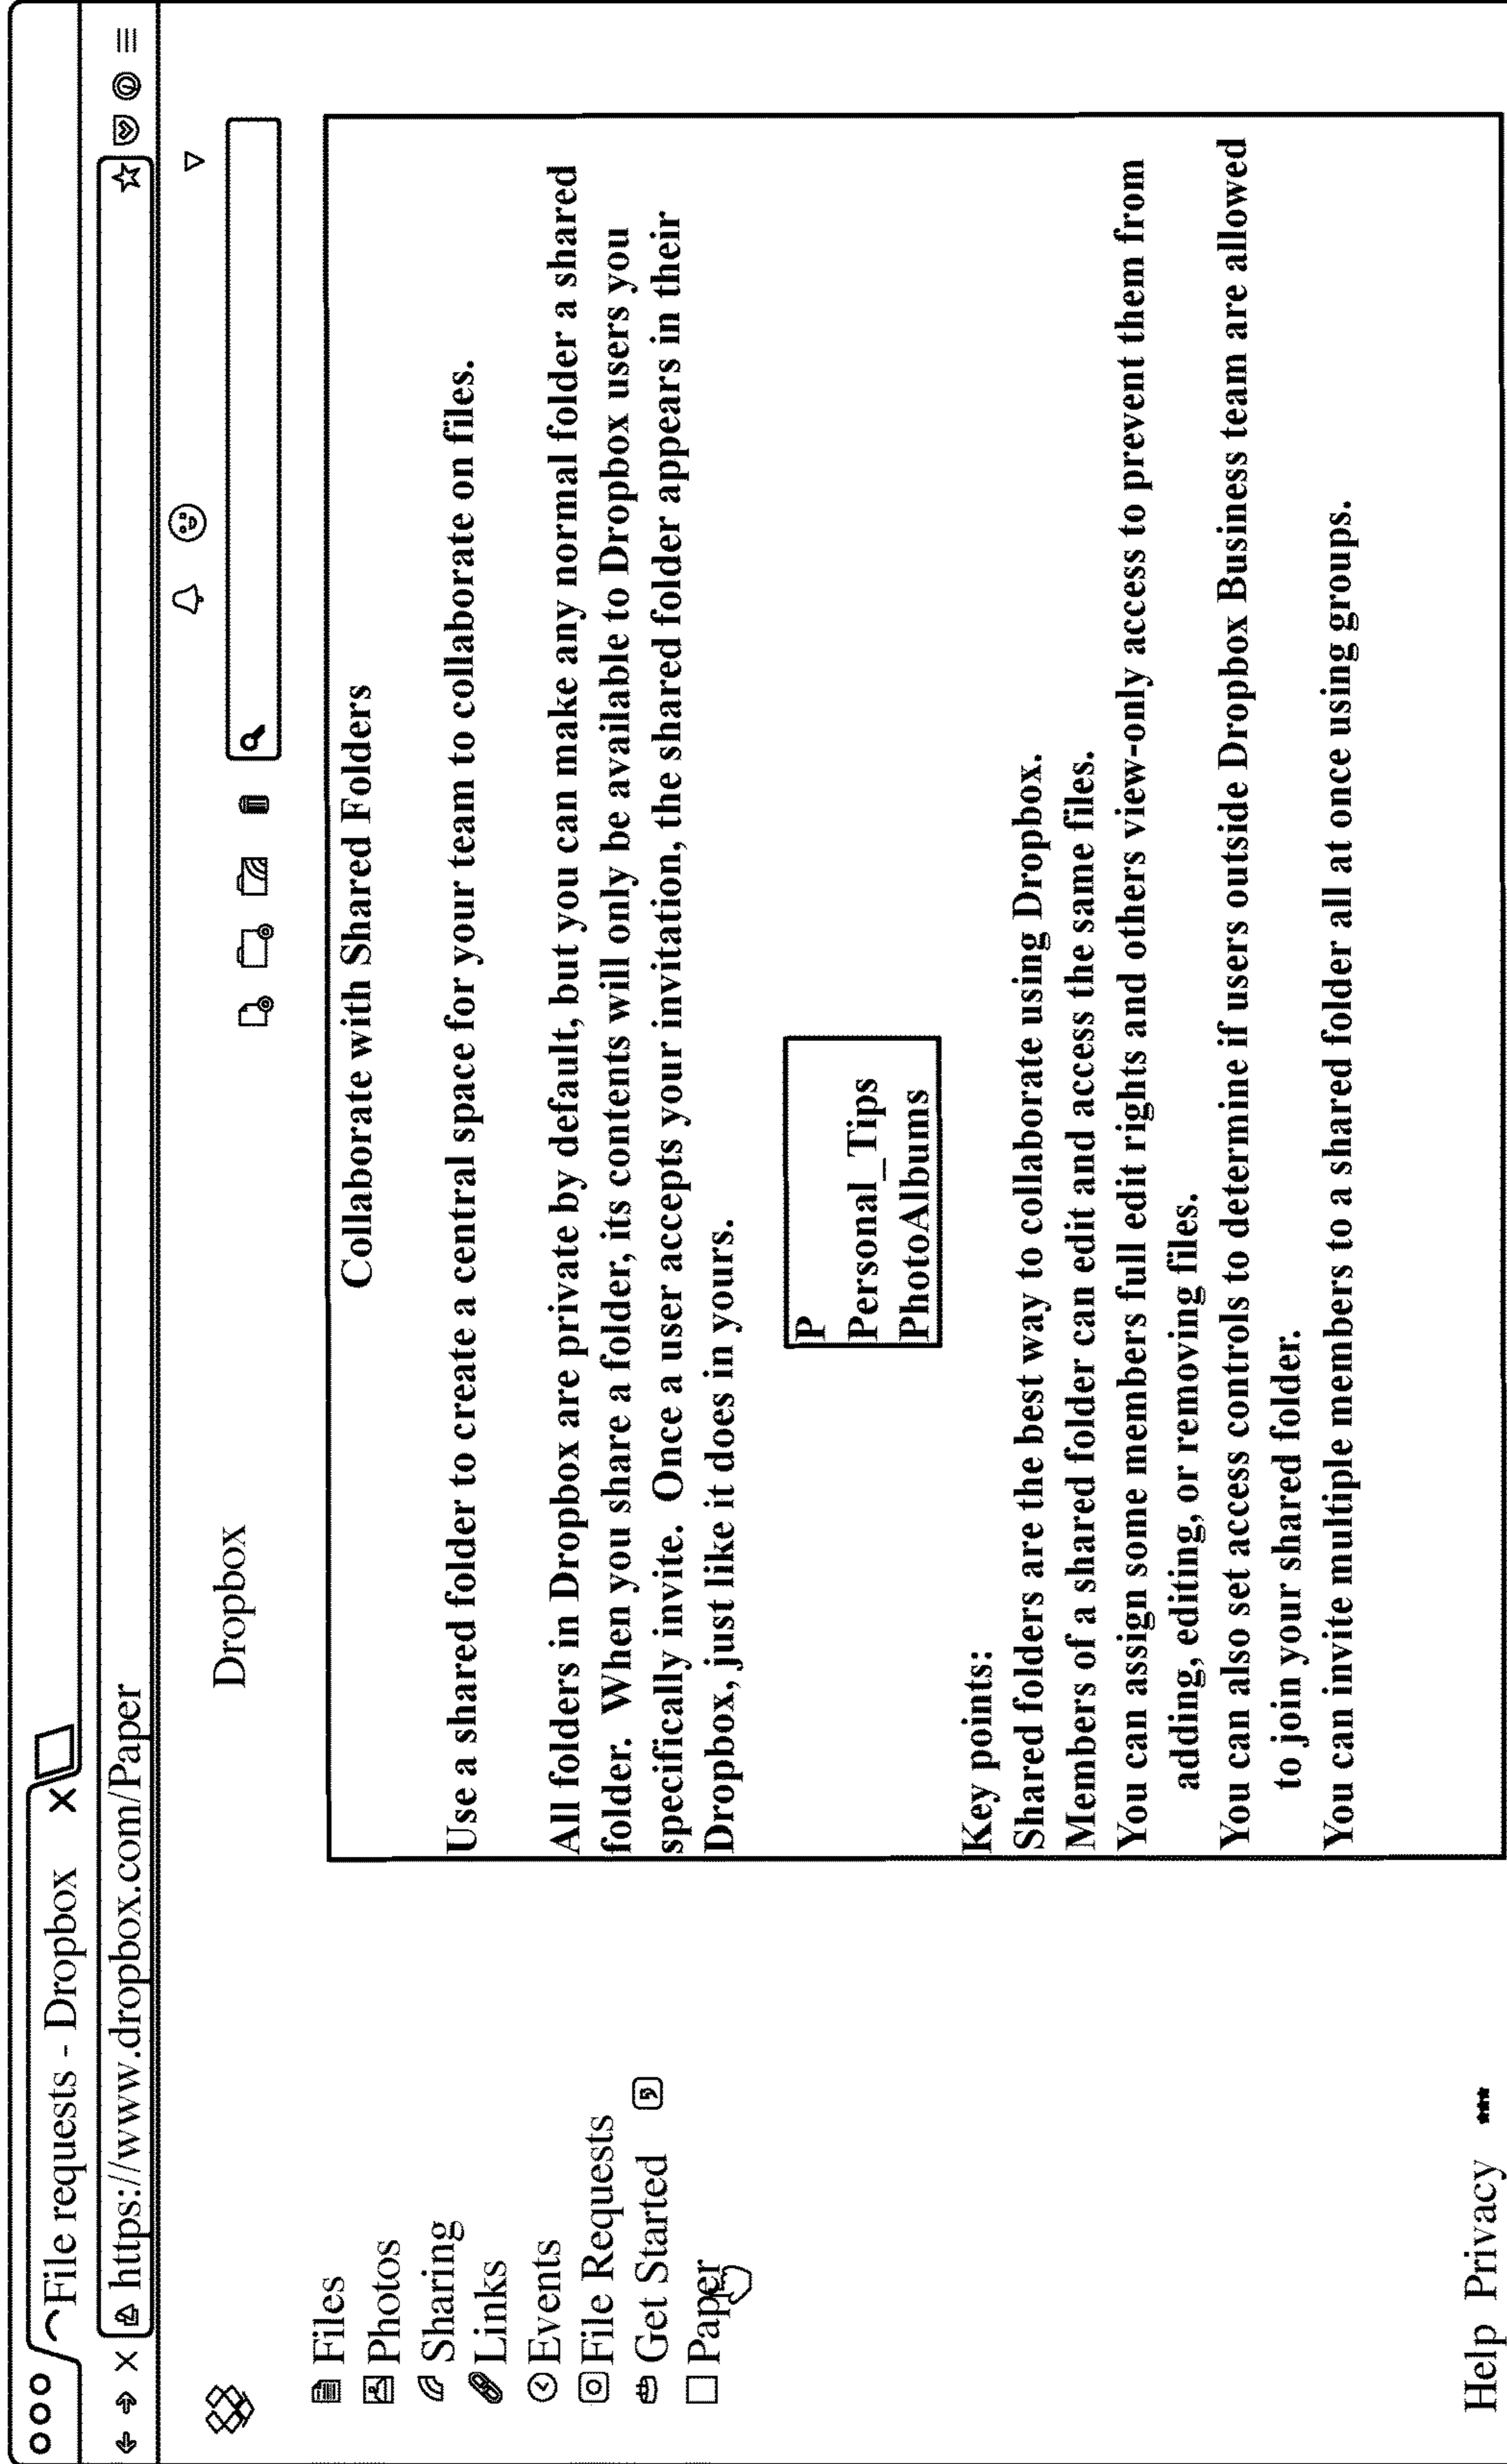 File requests - Dropbox X
X https://www.dropbox.com/Paper
Dropbox
Files
Photos
Sharing
Links
Events
File Requests
Get Started
Paper
Help Privacy
Collaborate with Shared Folders
Use a shared folder to create a central space for your team to collaborate on files.
All folders in Dropbox are private by default, but you can make any normal folder a shared
folder. When you share a folder, its contents will only be available to Dropbox users you
specifically invite. Once a user accepts your invitation, the shared folder appears in their
Dropbox, just like it does in yours.
P
Personal_Tips
PhotoAlbums
Key points:
Shared folders are the best way to collaborate using Dropbox.
Members of a shared folder can edit and access the same files.
You can assign some members full edit rights and others view-only access to prevent them from
adding, editing, or removing files.
You can also set access controls to determine if users outside Dropbox Business team are allowed
to join your shared folder.
You can invite multiple members to a shared folder all at once using groups.